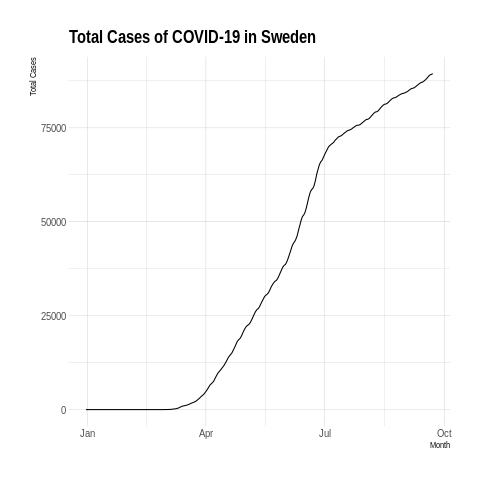 Total Cases of COVID-19 in Sweden
Total Cases
75000
50000
25000
0
Jan Apr Jul Oct
Month